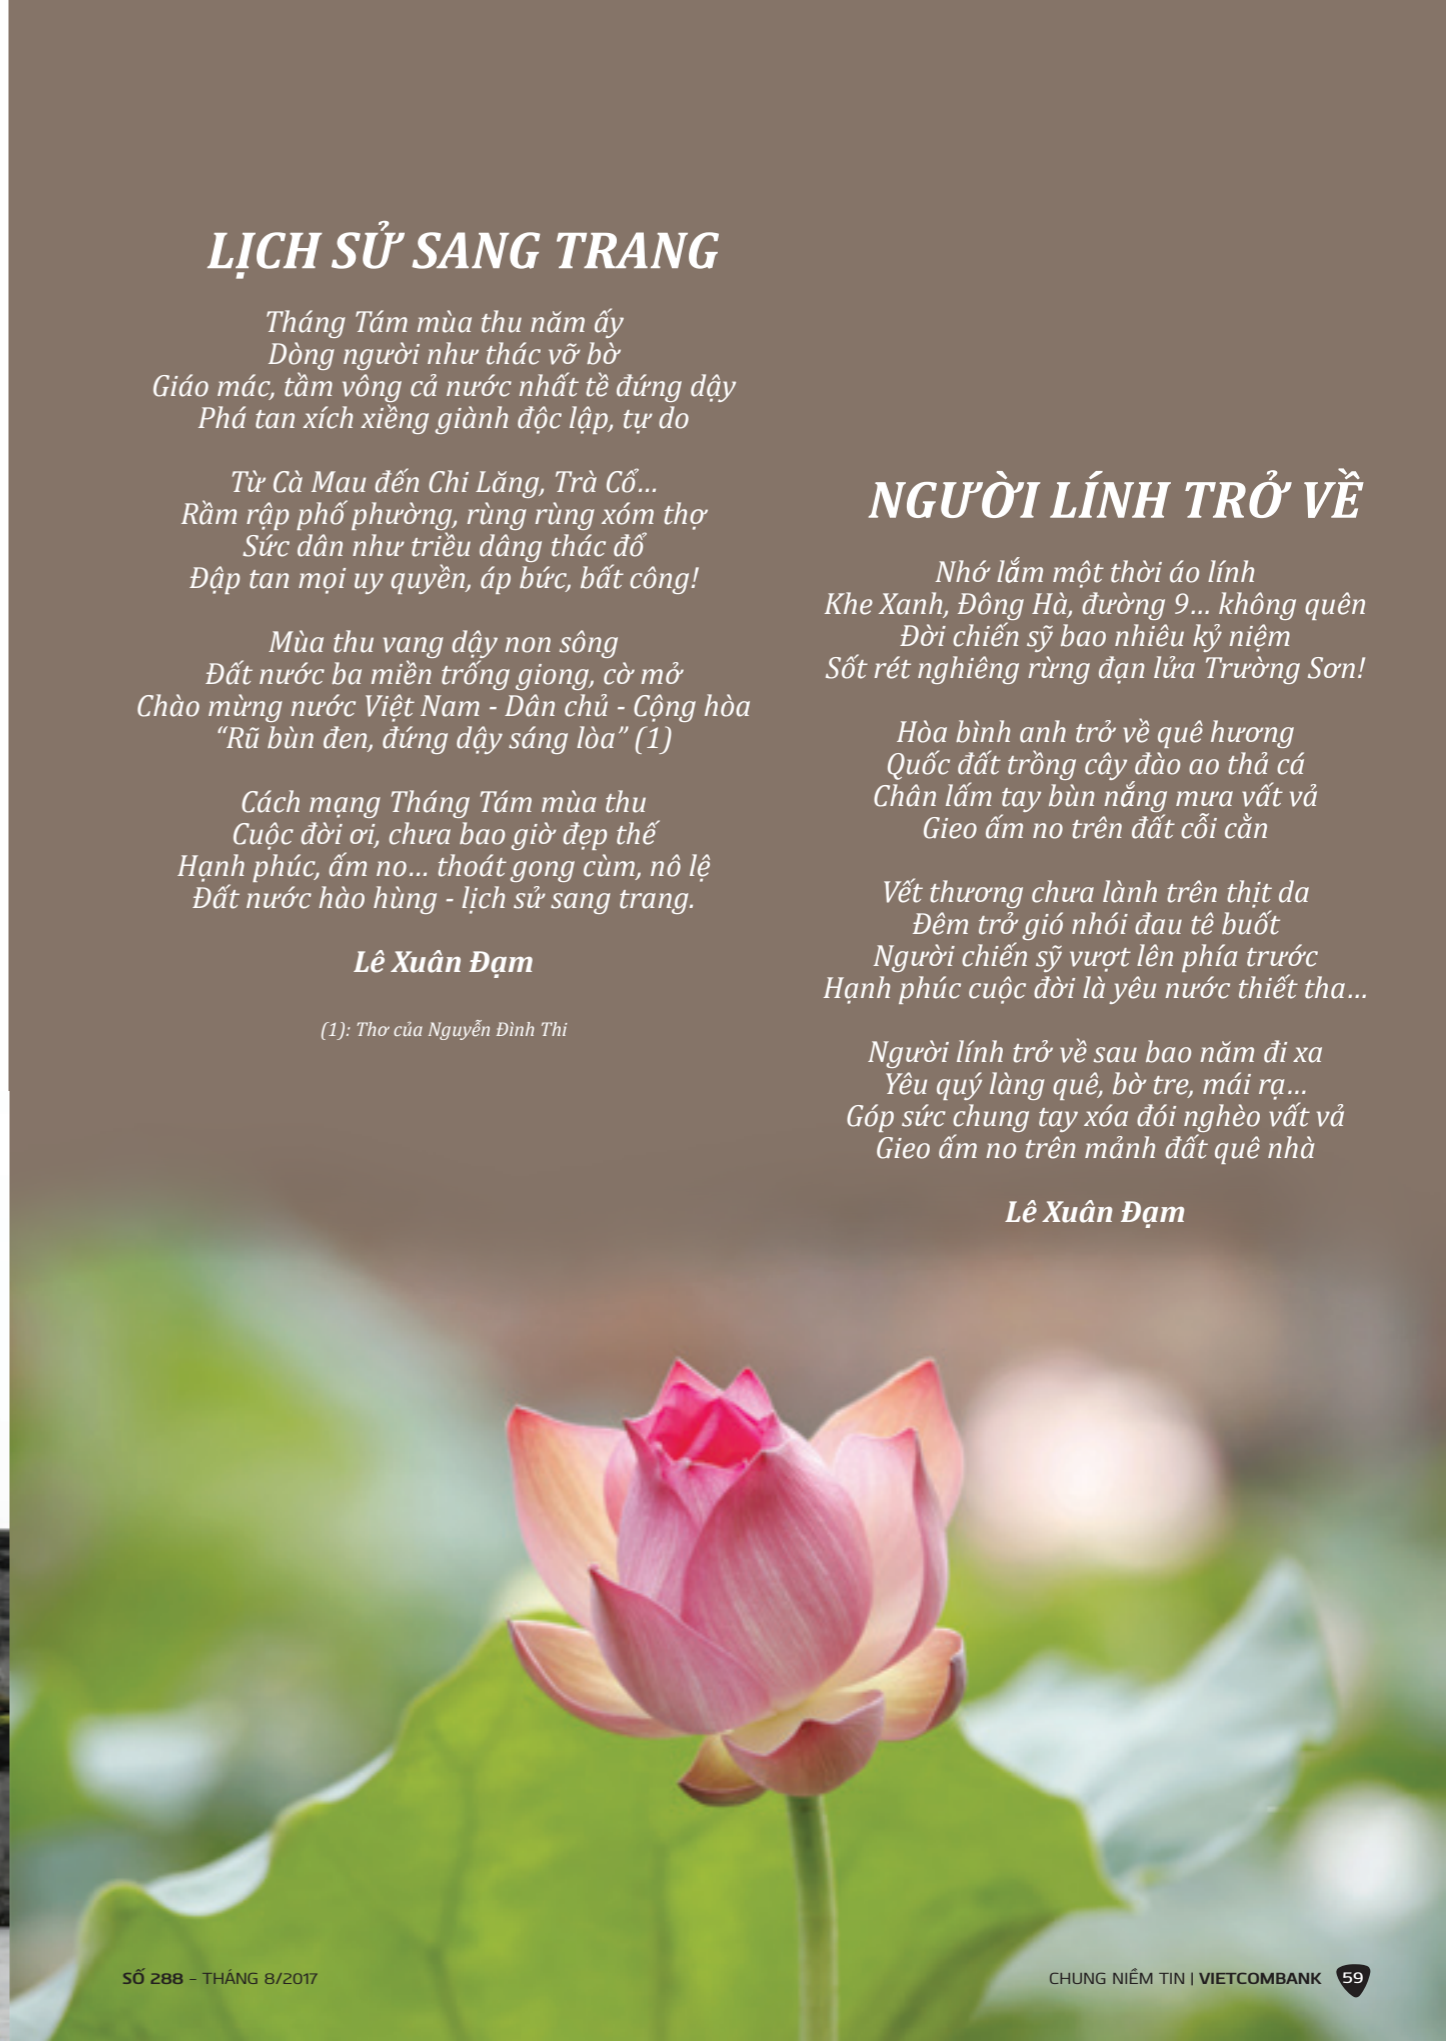 LỊCH SỬ SANG TRANG
Tháng Tám mùa thu năm ấy
Dòng người như thác vỡ bờ
Giáo mác, tầm vông cả nước nhất tề đứng dậy
Phá tan xích xiềng giành độc lập, tự do
Từ Cà Mau đến Chi Lăng, Trà Cổ...
Rầm rập phố phường, rùng rùng xóm thợ
Sức dân như triều dâng thác đổ
Đập tan mọi uy quyền, áp bức, bất công!
Mùa thu vang dậy non sông
Đất nước ba miền trống giong, cờ mở
Chào mừng nước Việt Nam - Dân chủ - Cộng hòa
“Rũ bùn đen, đứng dậy sáng lòa” (1)
Cách mạng Tháng Tám mùa thu
Cuộc đời ơi, chưa bao giờ đẹp thế
Hạnh phúc, ấm no... thoát gong cùm, nô lệ
Đất nước hào hùng - lịch sử sang trang.
Lê Xuân Đạm
(1): Thơ của Nguyễn Đình Thi
NGƯỜI LÍNH TRỞ VỀ
Nhớ lắm một thời áo lính
Khe Xanh, Đông Hà, đường 9... không quên
Đời chiến sỹ bao nhiêu kỷ niệm
Sốt rét nghiêng rừng đạn lửa Trường Sơn!
Hòa bình anh trở về quê hương
Quốc đất trồng cây đào ao thả cá
Chân lấm tay bùn nắng mưa vất vả
Gieo ấm no trên đất cỗi cằn
Vết thương chưa lành trên thịt da
Đêm trở gió nhói đau tê buốt
Người chiến sỹ vượt lên phía trước
Hạnh phúc cuộc đời là yêu nước thiết tha...
Người lính trở về sau bao năm đi xa
Yêu quý làng quê, bờ tre, mái rạ...
Góp sức chung tay xóa đói nghèo vất vả
Gieo ấm no trên mảnh đất quê nhà
Lê Xuân Đạm
SỐ 288 - THÁNG 8/2017
CHUNG NIỀM TIN | VIETCOMBANK 59